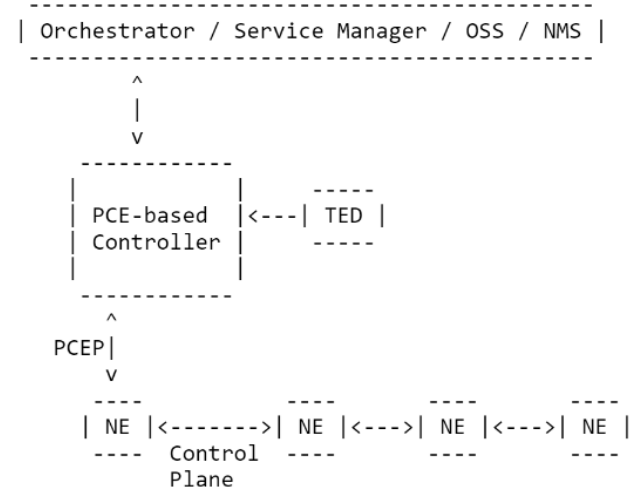 Orchestrator / Service Manager / OSS / NMS
PCE-based
Controller
TED
PCEP
NE
NE
NE
NE
Control
Plane